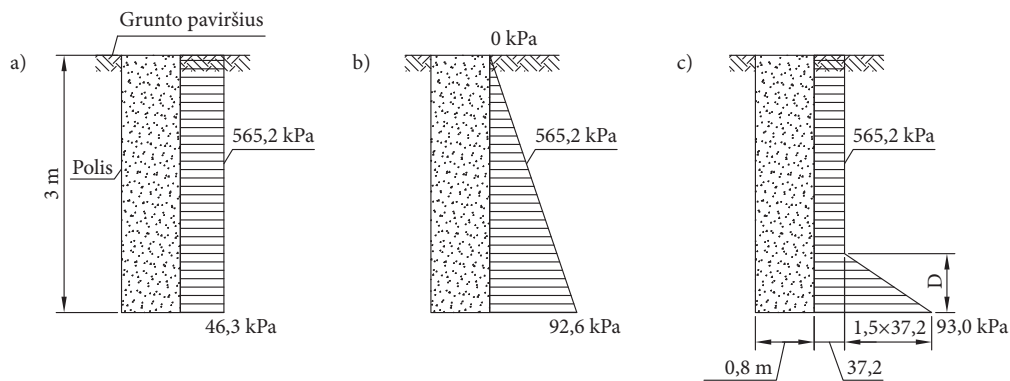 Grunto paviršius
a)
3 m
Polis
565,2 kPa
46,3 kPa
b)
0 kPa
565,2 kPa
92,6 kPa
c)
565,2 kPa
D
1,5×37,2
93,0 kPa
0,8 m
37,2